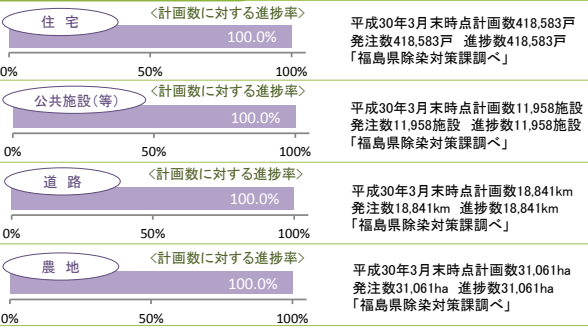 住 宅
<計画数に対する進捗率>
100.0%
0% 50% 100%
平成30年3月末時点計画数418,583戸
発注数418,583戸 進捗数418,583戸
「福島県除染対策課調べ」
公共施設(等)
<計画数に対する進捗率>
100.0%
0% 50% 100%
平成30年3月末時点計画数11,958施設
発注数11,958施設 進捗数11,958施設
「福島県除染対策課調べ」
道 路
<計画数に対する進捗率>
100.0%
0% 50% 100%
平成30年3月末時点計画数18,841km
発注数18,841km 進捗数18,841km
「福島県除染対策課調べ」
農 地
<計画数に対する進捗率>
100.0%
0% 50% 100%
平成30年3月末時点計画数31,061ha
発注数31,061ha 進捗数31,061ha
「福島県除染対策課調べ」